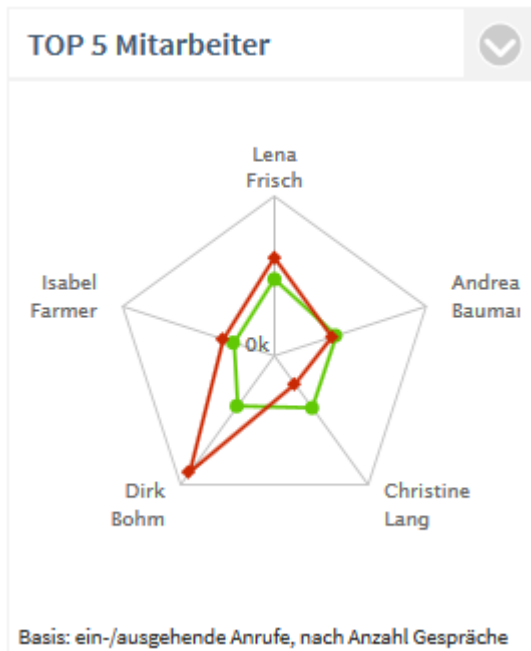 TOP 5 Mitarbeiter
Lena
Frisch
Isabel
Farmer
Andrea
0k
Dirk
Bohm
Christine
Lang
Basis: ein-/ausgehende Anrufe, nach Anzahl Gespräche